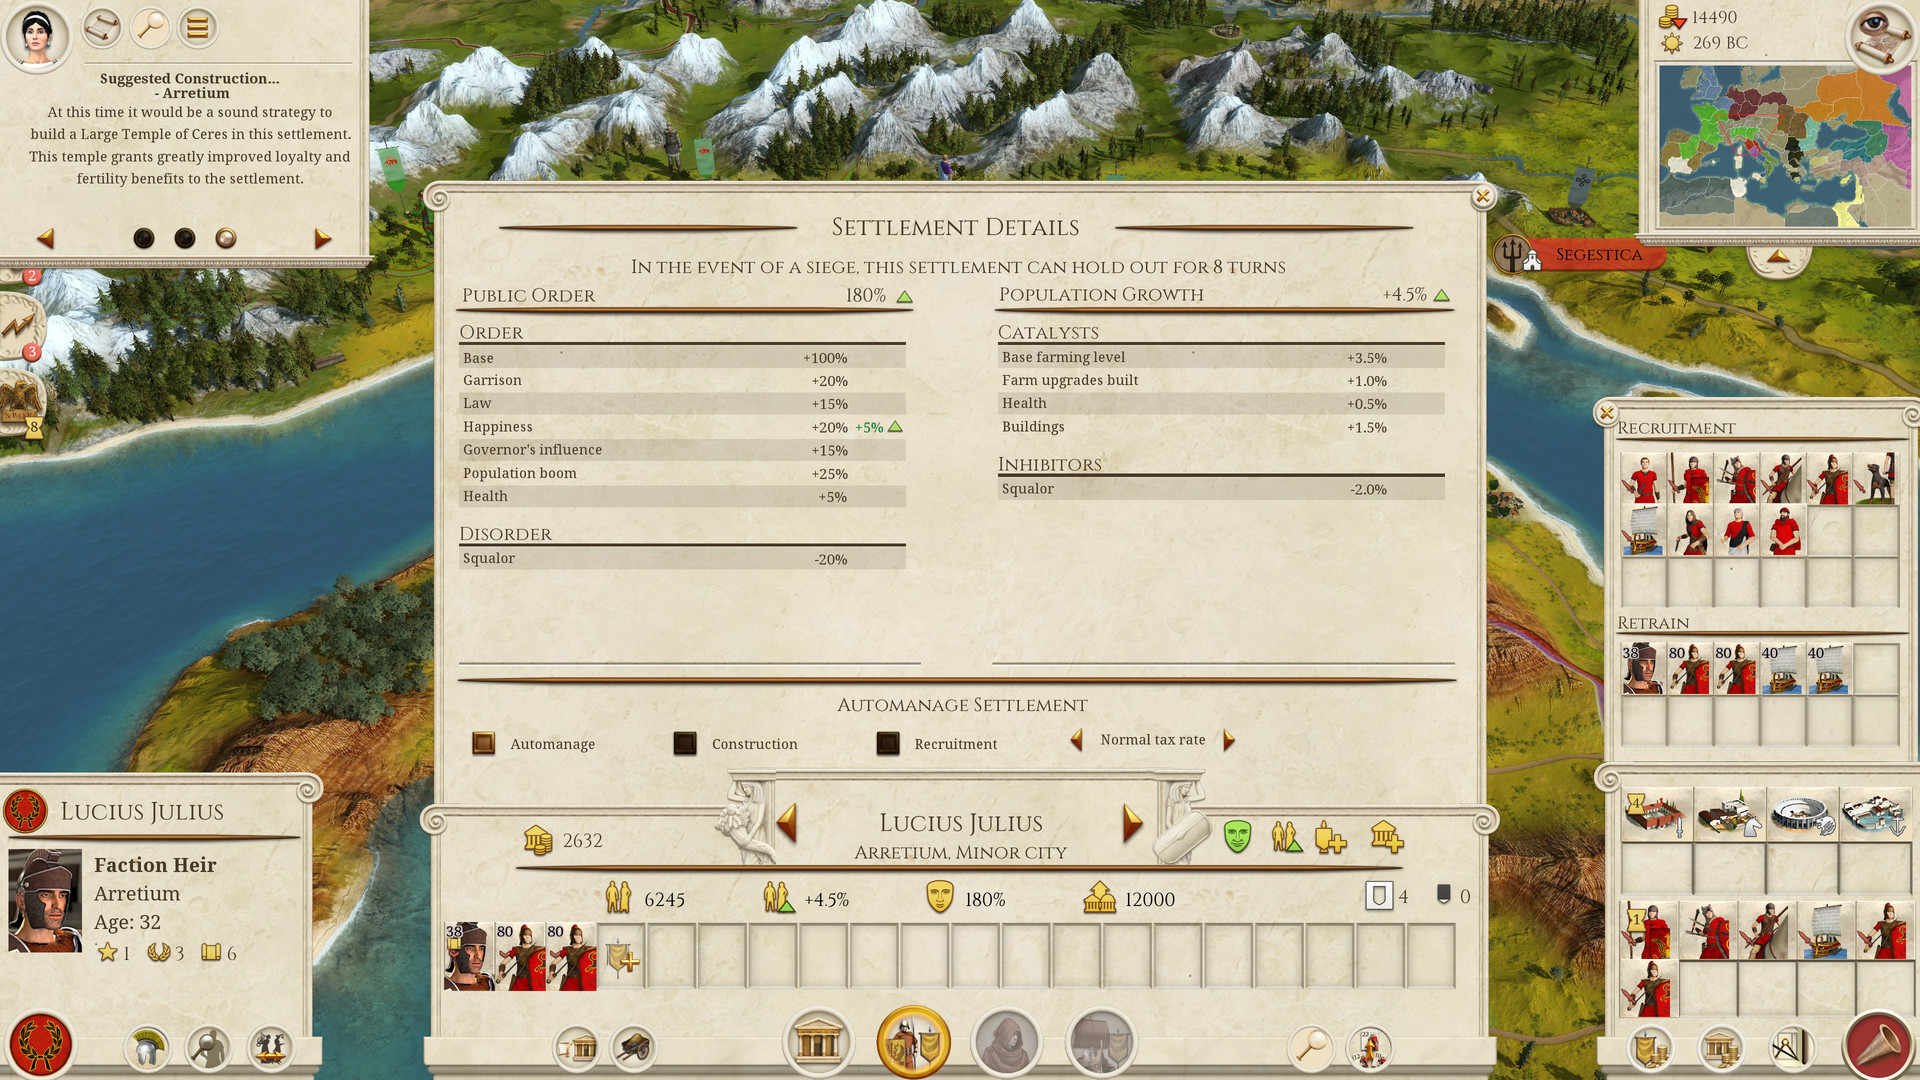 Suggested Construction...
- Arretium
At this time it would be a sound strategy to
build a Large Temple of Ceres in this settlement.
This temple grants greatly improved loyalty and
fertility benefits to the settlement.
2
3
8
14490
269 BC
Segestica
Settlement Details
In the event of a siege, this settlement can hold out for 8 turns
Public Order 180%
Order
Base +100%
Garrison +20%
Law +15%
Happiness +20% +5%
Governor's influence +15%
Population boom +25%
Health +5%
Disorder
Squalor -20%
Population Growth +4.5%
Catalysts
Base farming level +3.5%
Farm upgrades built +1.0%
Health +0.5%
Buildings +1.5%
Inhibitors
Squalor -2.0%
Automanage Settlement
Automanage Construction Recruitment Normal tax rate
Recruitment
Retrain
38 80 80 40 40
4
1
Lucius Julius
Faction Heir
Arretium
Age: 32
1 3 6
2632
Lucius Julius
Arretium, Minor city
6245 +4.5% 180% 12000 4 0
38 80 80